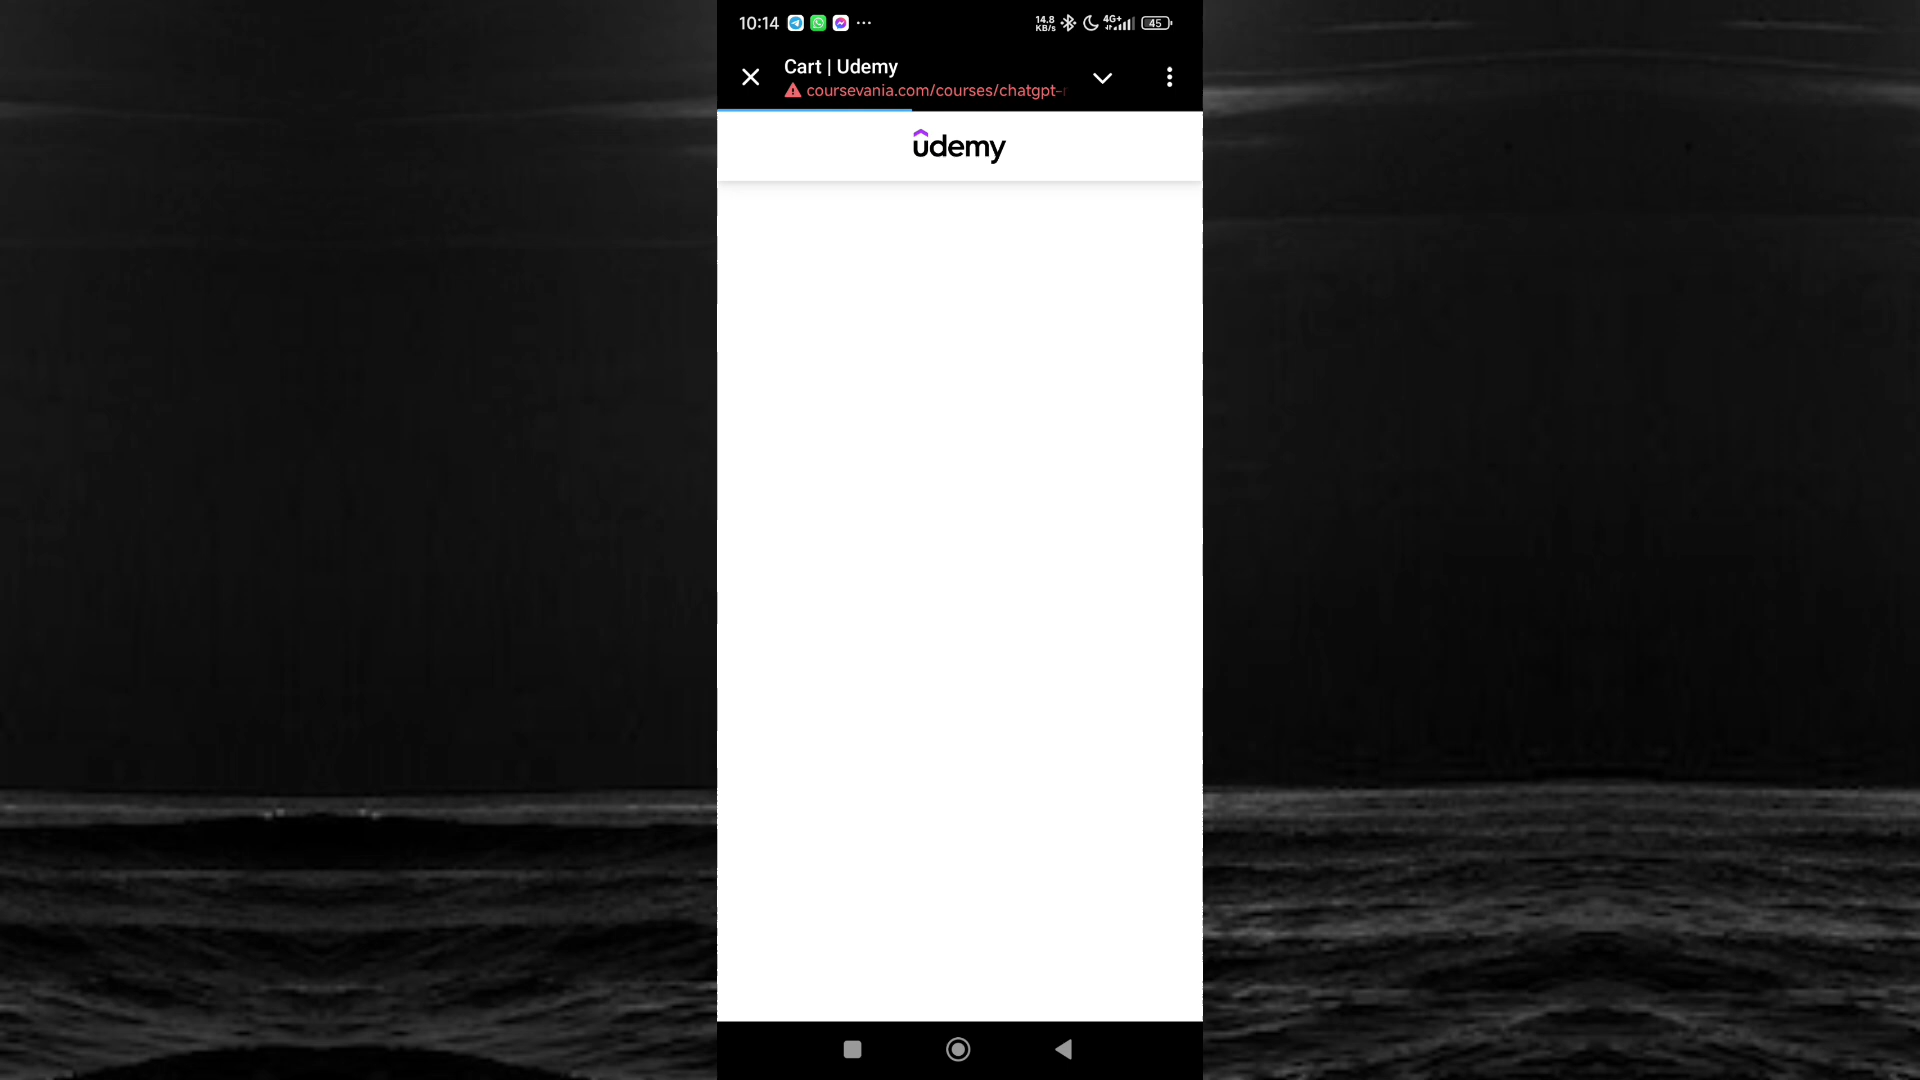 10:14
14.8
KB/s
4G+
45
Cart | Udemy
coursevania.com/courses/chatgpt-
udemy